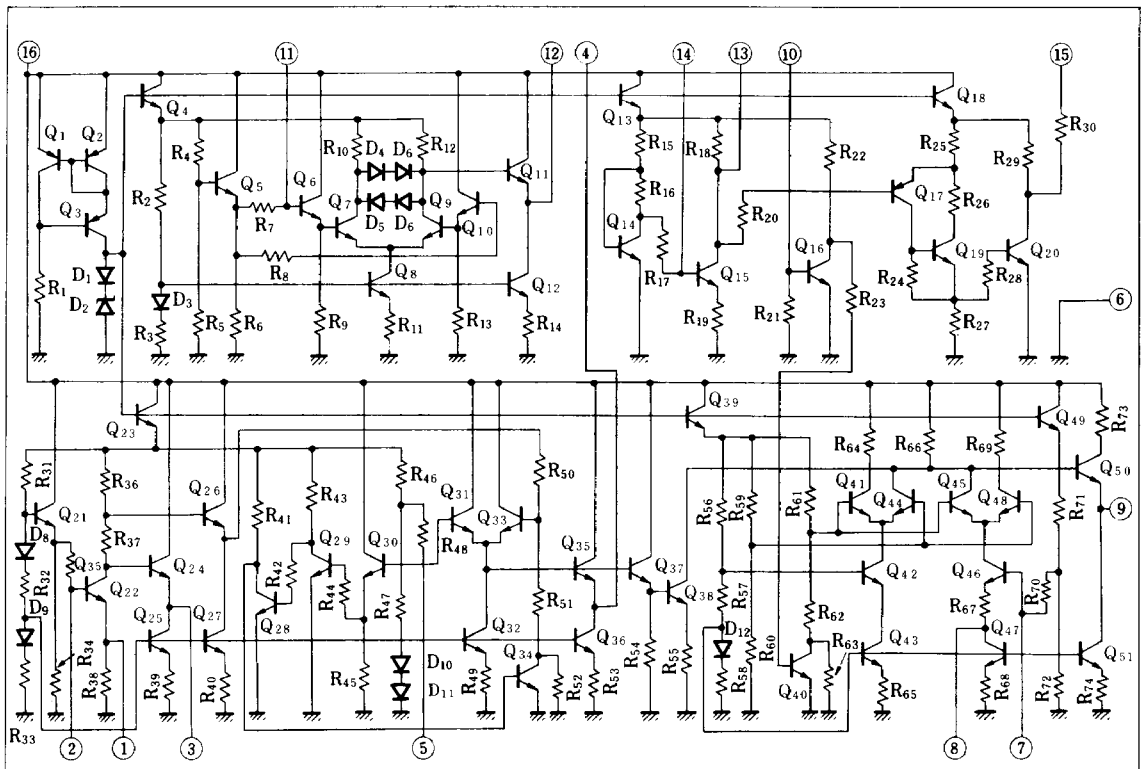 16 11 12 4 14 13 10 15
Q4 Q13 Q18
Q1 Q2 R4 R10 D4 D6 R12 R15 R18 R22 R25 R29 R30
Q5 Q6 Q11
Q3 R2 Q7 D5 D6 Q9 R16 Q17 R26
R7 Q10 Q14 R20 Q16 Q19 Q20
D1 R8 Q8 R17 Q15 R24 R28
R1 D2 D3 Q12 R21 R23 6
R3 R5 R6 R9 R11 R13 R14 R19 R27
Q23 Q39 Q49 R73
R31 R36 Q26 R46 R50 R64 R66 R69 Q50
R43 Q31 Q41 Q45
Q21 R41 Q33 R56 R59 R61 Q44 Q48 R71 9
D8 R37 Q29 Q30 R48 Q35 Q37
R35 Q24 R42 Q42 Q46
R32 Q22 R44 R47 R51 Q38 R57 R70
D9 Q25 Q27 Q28 Q32 Q36 D12 R62 R67 Q47
R34 D10 Q34 R54 R60 R63 Q43 Q51
R38 R39 R40 R45 D11 R49 R52 R53 R55 R58 Q40 R65 R68 R72 R74
R33 2 1 3 5 8 7